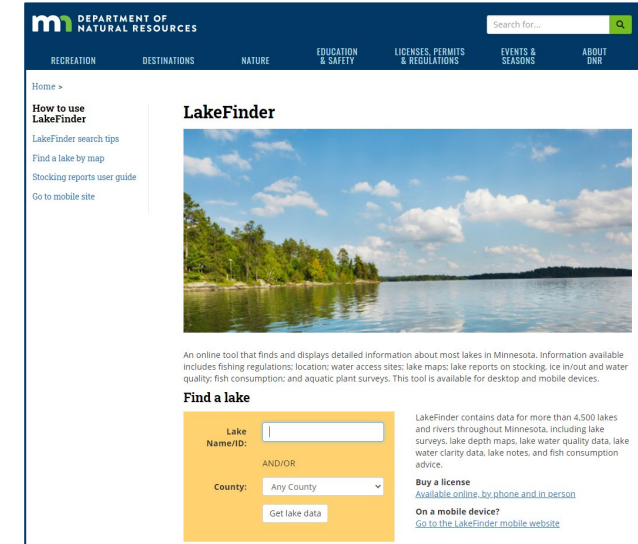 DEPARTMENT OF
NATURAL RESOURCES
Search for...
RECREATION
DESTINATIONS
NATURE
EDUCATION
& SAFETY
LICENSES, PERMITS
& REGULATIONS
EVENTS &
SEASONS
ABOUT
DNR
Home >
How to use
LakeFinder
LakeFinder search tips
Find a lake by map
Stocking reports user guide
Go to mobile site
LakeFinder
An online tool that finds and displays detailed information about most lakes in Minnesota. Information available
includes fishing regulations; location; water access sites; lake maps; lake reports on stocking, ice in/out and water
quality; fish consumption; and aquatic plant surveys. This tool is available for desktop and mobile devices.
Find a lake
Lake
Name/ID:
AND/OR
County:
Any County
Get lake data
LakeFinder contains data for more than 4,500 lakes
and rivers throughout Minnesota, including lake
surveys, lake depth maps, lake water quality data, lake
water clarity data, lake notes, and fish consumption
advice.
Buy a license
Available online, by phone and in person
On a mobile device?
Go to the LakeFinder mobile website